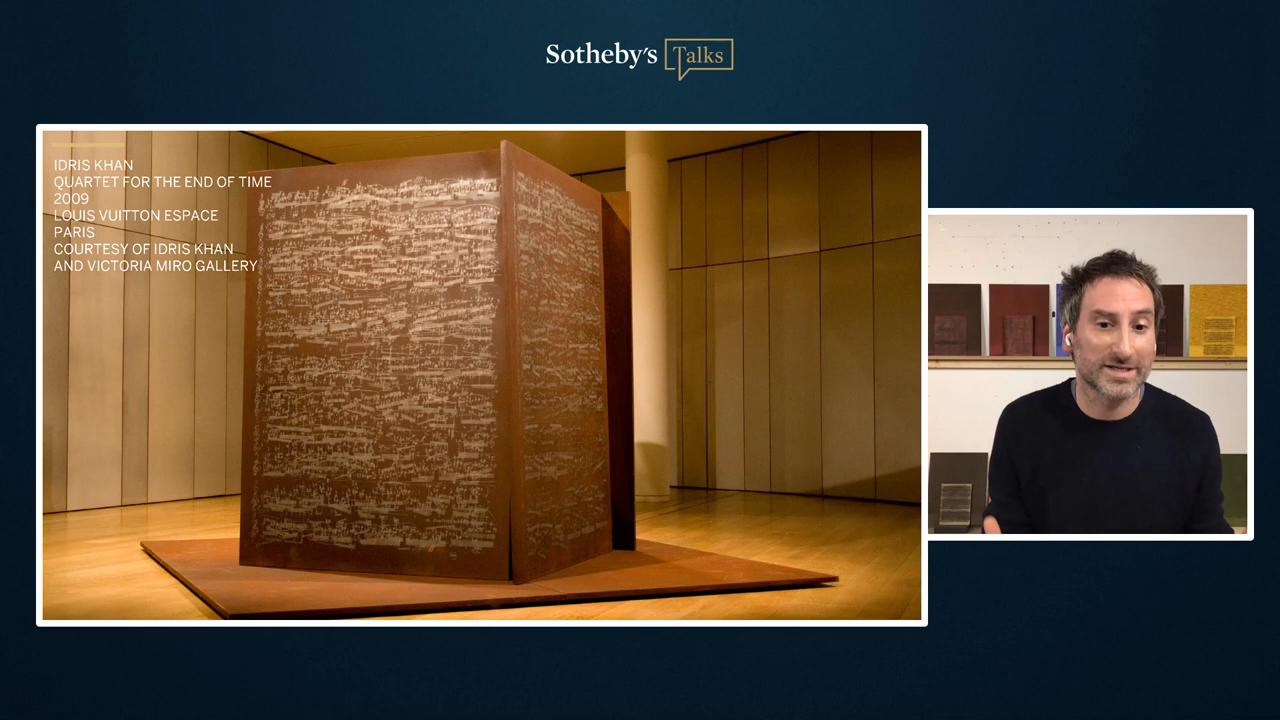 Sotheby's Talks
IDRIS KHAN
QUARTET FOR THE END OF TIME
2009
LOUIS VUITTON ESPACE
PARIS
COURTESY OF IDRIS KHAN
AND VICTORIA MIRO GALLERY